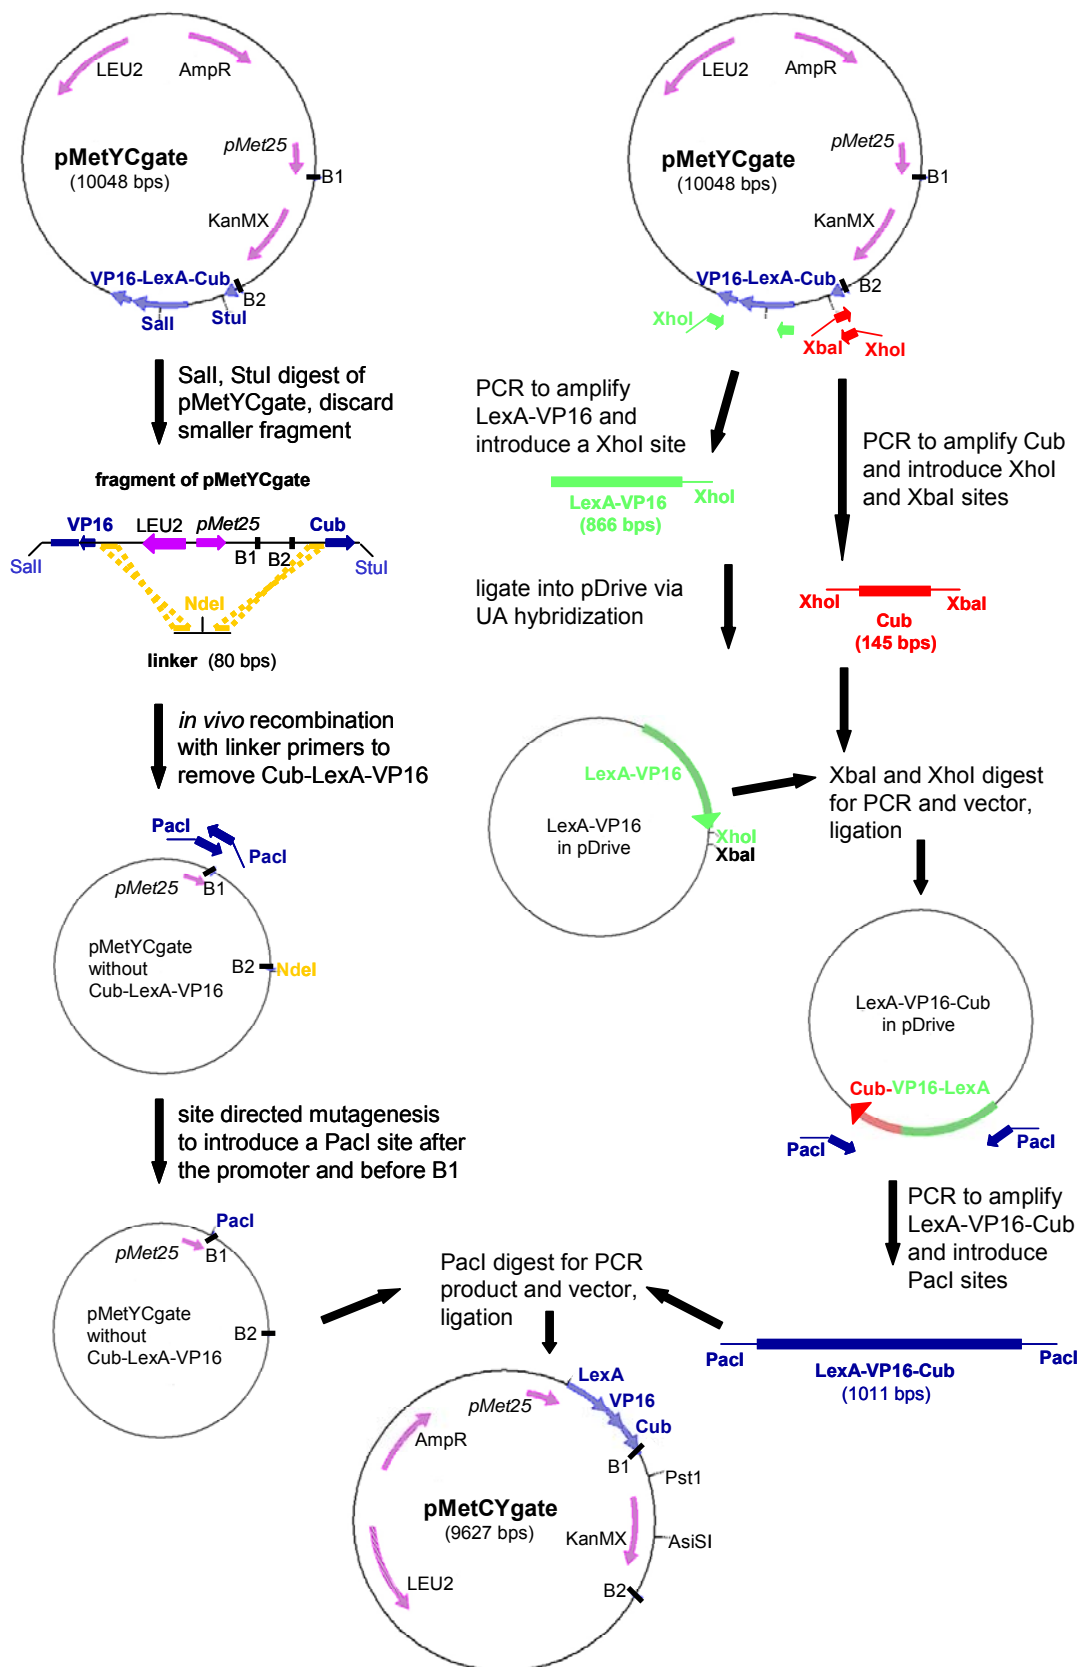 LEU2
AmpR
pMet25
pMetYCgate
(10048 bps)
B1
KanMX
VP16-LexA-Cub
B2
SalI
StuI
SalI, StuI digest of
pMetYCgate, discard
smaller fragment
fragment of pMetYCgate
VP16
LEU2
pMet25
Cub
SalI
B1
B2
StuI
NdeI
linker (80 bps)
in vivo recombination
with linker primers to
remove Cub-LexA-VP16
PacI
PacI
pMet25
B1
pMetYCgate
without
Cub-LexA-VP16
B2
NdeI
site directed mutagenesis
to introduce a PacI site after
the promoter and before B1
PacI
pMet25
B1
pMetYCgate
without
Cub-LexA-VP16
B2
LEU2
AmpR
pMet25
pMetYCgate
(10048 bps)
B1
KanMX
VP16-LexA-Cub
B2
XhoI
XbaI
XhoI
PCR to amplify
LexA-VP16 and
introduce a XhoI site
PCR to amplify Cub
and introduce XhoI
and XbaI sites
LexA-VP16
XhoI
(866 bps)
ligate into pDrive via
UA hybridization
XhoI
XbaI
Cub
(145 bps)
LexA-VP16
LexA-VP16
in pDrive
XhoI
XbaI
XbaI and XhoI digest
for PCR and vector,
ligation
LexA-VP16-Cub
in pDrive
Cub-VP16-LexA
PacI
PacI
PCR to amplify
LexA-VP16-Cub
and introduce
PacI sites
PacI
PacI
LexA-VP16-Cub
(1011 bps)
PacI digest for PCR
product and vector,
ligation
LexA
pMet25
VP16
Cub
AmpR
B1
Pst1
pMetCYgate
(9627 bps)
KanMX
AsiSI
LEU2
B2